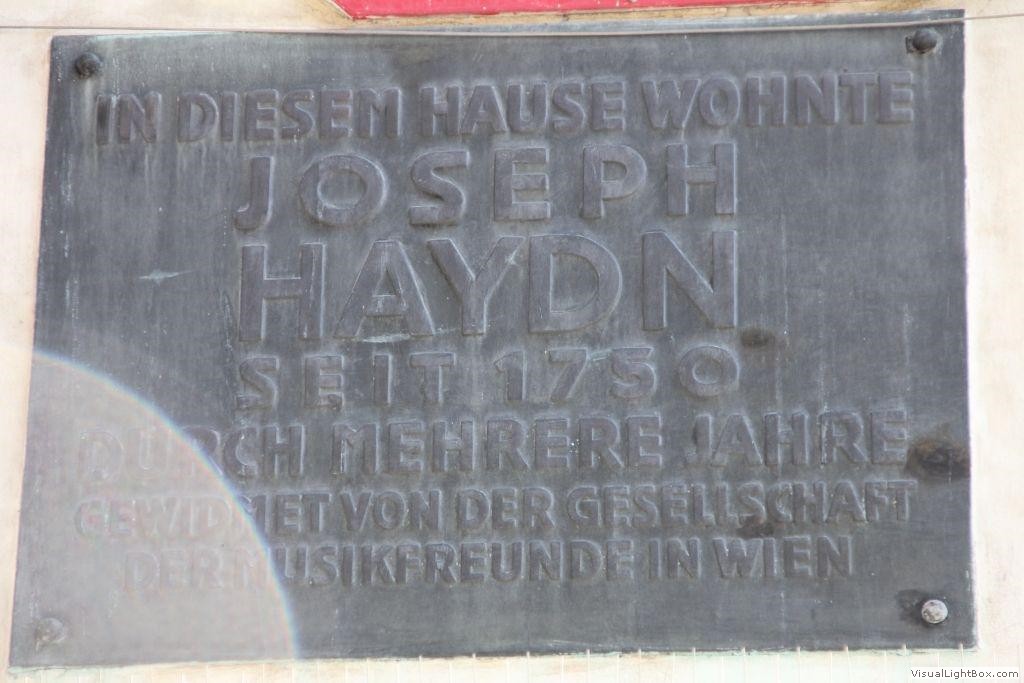 IN DIESEM HAUSE WOHNTE
JOSEPH
HAYDN
SEIT 1750
DURCH MEHRERE JAHRE
GEWIDMET VON DER GESELLSCHAFT
DER MUSIKFREUNDE IN WIEN
VisualLightBox.com